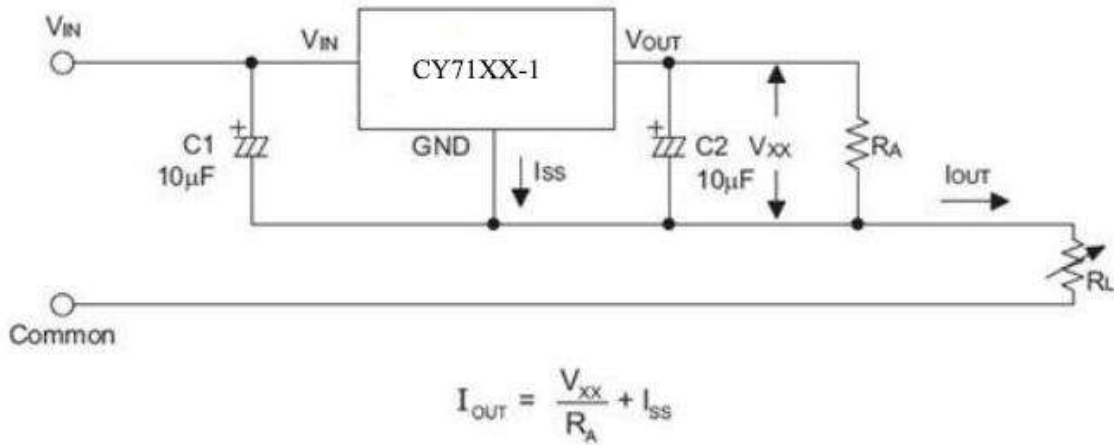 VIN
VIN
CY71XX-1
VOUT
C1
10μF
GND
ISS
C2
10μF
VXX
RA
IOUT
RL
Common
IOUT = VXX / RA + ISS